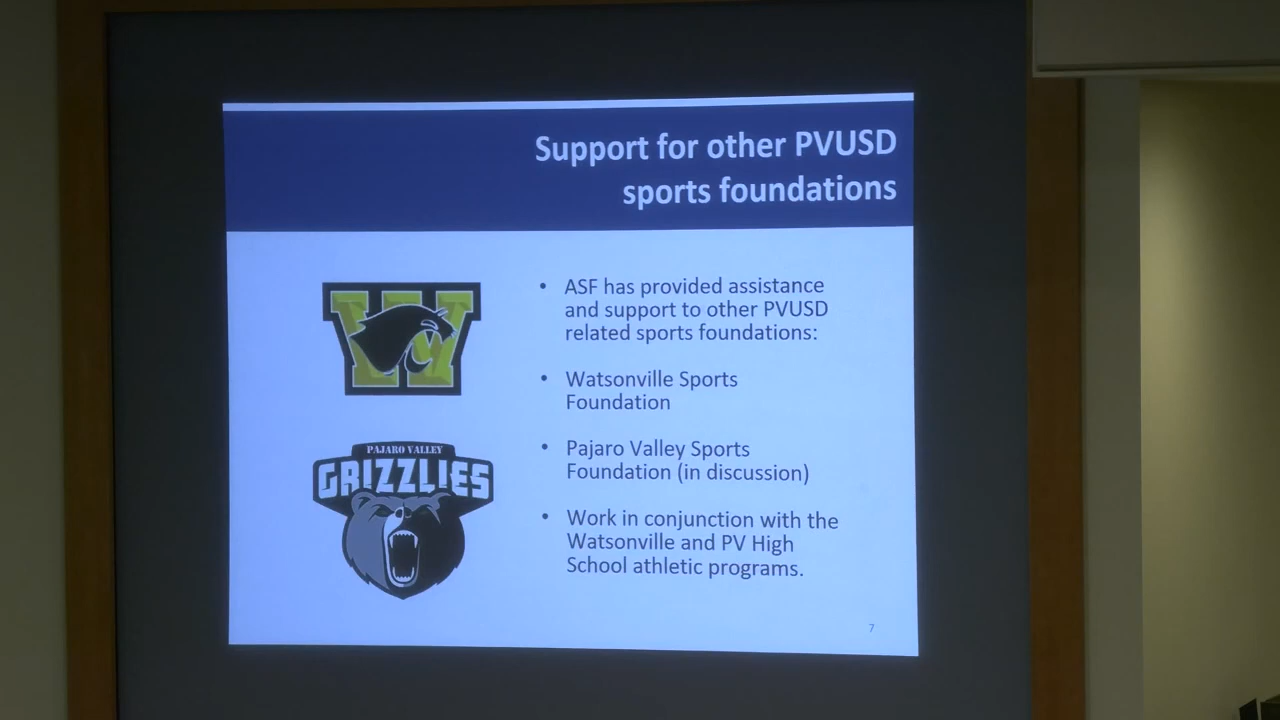 Support for other PVUSD
sports foundations
• ASF has provided assistance
and support to other PVUSD
related sports foundations:
• Watsonville Sports
Foundation
• Pajaro Valley Sports
Foundation (in discussion)
• Work in conjunction with the
Watsonville and PV High
School athletic programs.
W
PAJARO VALLEY
GRIZZLIES
7